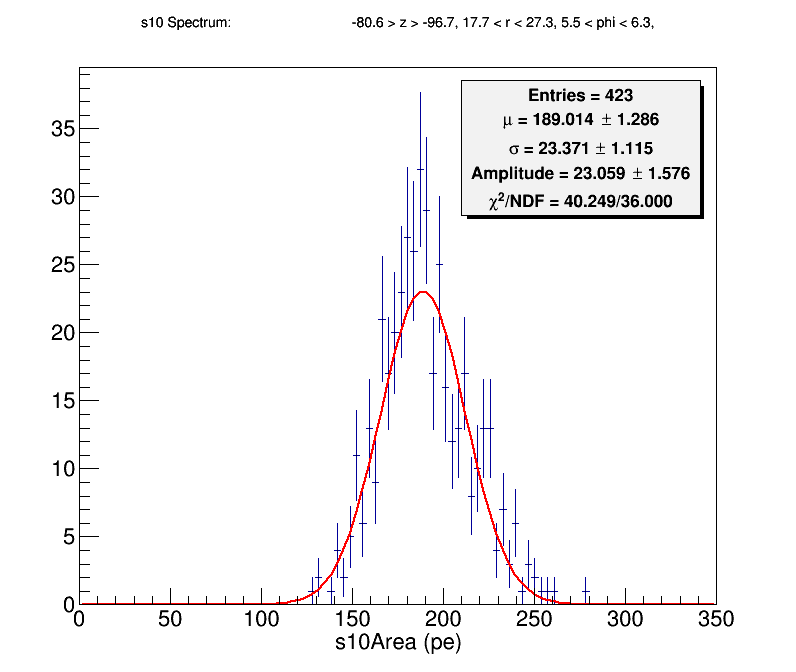 s10 Spectrum: -80.6 > z > -96.7, 17.7 < r < 27.3, 5.5 < phi < 6.3,
Entries = 423
μ = 189.014 ± 1.286
σ = 23.371 ± 1.115
Amplitude = 23.059 ± 1.576
χ²/NDF = 40.249/36.000
35
30
25
20
15
10
5
0
0 50 100 150 200 250 300 350
s10Area (pe)